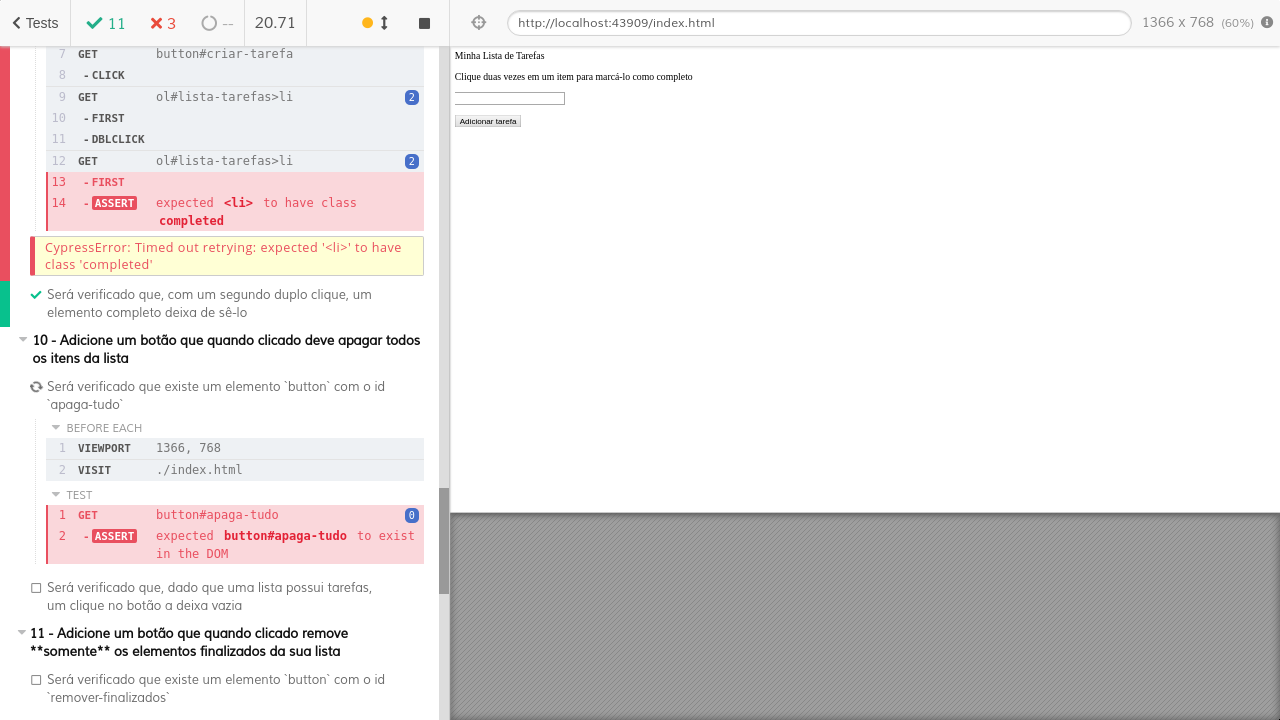 Tests
11
3
--
20.71
http://localhost:43909/index.html
1366 x 768 (60%)
7 GET button#criar-tarefa
8 - CLICK
9 GET ol#lista-tarefas>li 2
10 - FIRST
11 - DBLCLICK
12 GET ol#lista-tarefas>li 2
13 - FIRST
14 - ASSERT expected <li> to have class
completed
CypressError: Timed out retrying: expected '<li>' to have
class 'completed'
Será verificado que, com um segundo duplo clique, um
elemento completo deixa de sê-lo
10 - Adicione um botão que quando clicado deve apagar todos
os itens da lista
Será verificado que existe um elemento `button` com o id
`apaga-tudo`
BEFORE EACH
1 VIEWPORT 1366, 768
2 VISIT ./index.html
TEST
1 GET button#apaga-tudo 0
2 - ASSERT expected button#apaga-tudo to exist
in the DOM
Será verificado que, dado que uma lista possui tarefas,
um clique no botão a deixa vazia
11 - Adicione um botão que quando clicado remove
**somente** os elementos finalizados da sua lista
Será verificado que existe um elemento `button` com o id
`remover-finalizados`
Minha Lista de Tarefas
Clique duas vezes em um item para marcá-lo como completo
Adicionar tarefa